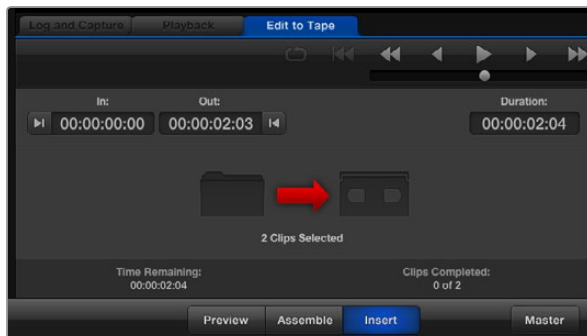 Log and Capture Playback Edit to Tape
In: Out: Duration:
00:00:00:00 00:00:02:03 00:00:02:04
2 Clips Selected
Time Remaining: Clips Completed:
00:00:02:04 0 of 2
Preview Assemble Insert Master